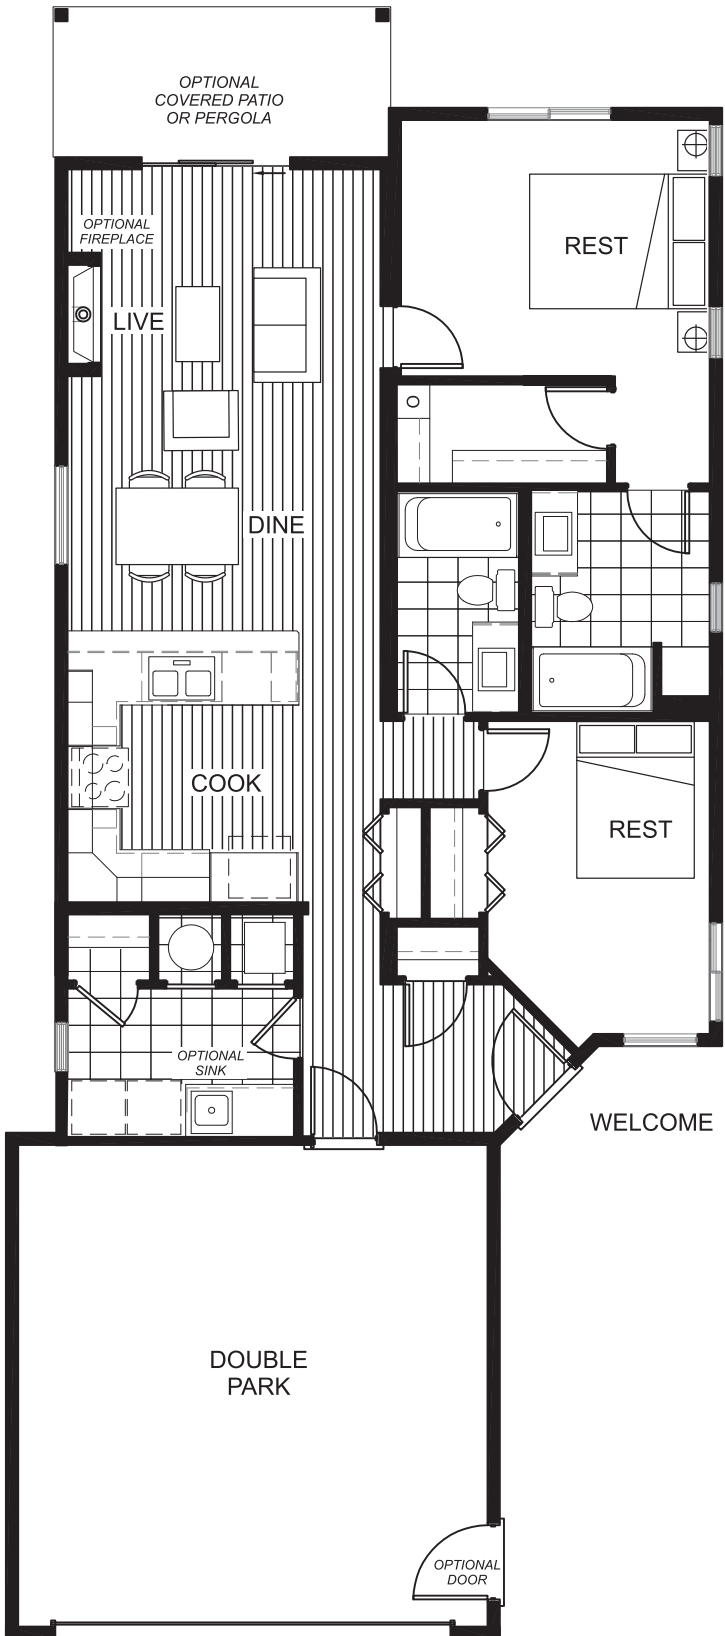 OPTIONAL
COVERED PATIO
OR PERGOLA
OPTIONAL
FIREPLACE
REST
LIVE
DINE
COOK
REST
OPTIONAL
SINK
WELCOME
DOUBLE
PARK
OPTIONAL
DOOR